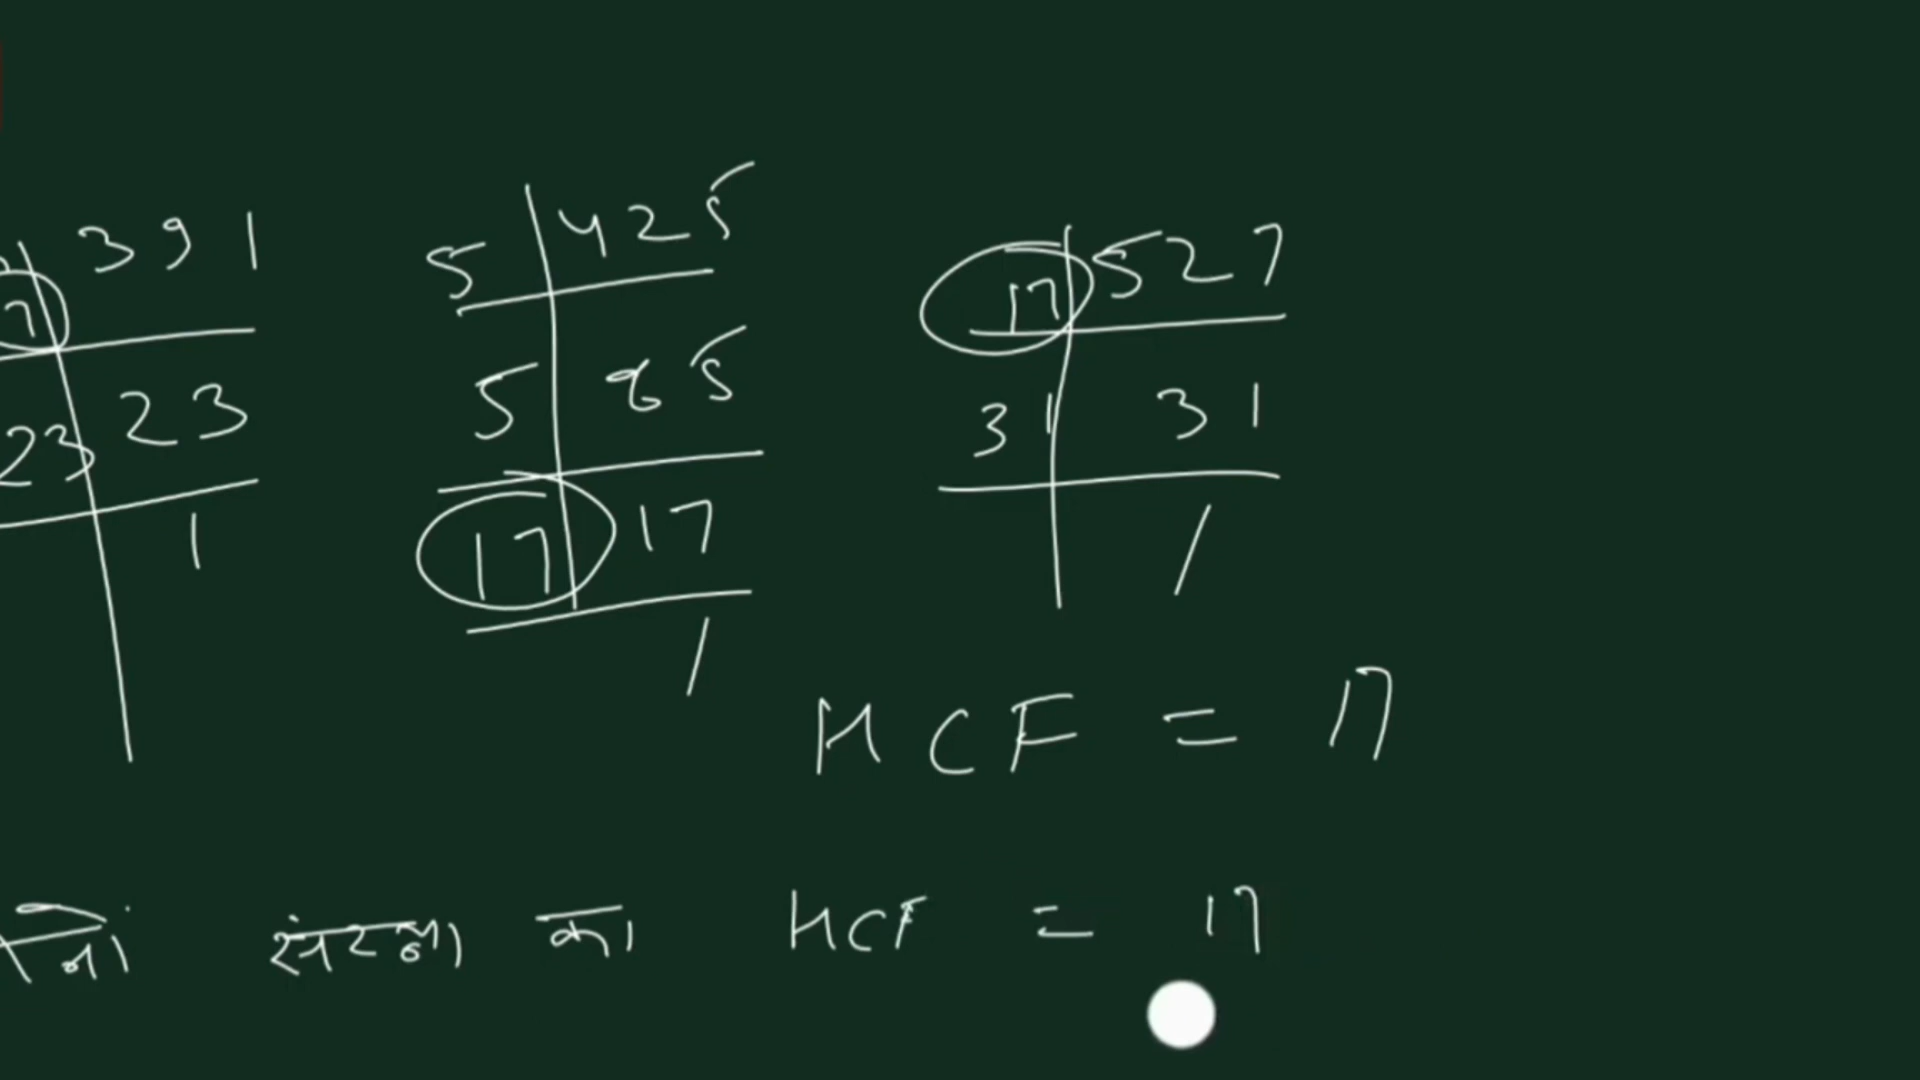 7 | 391
23 | 23
1
5 | 425
5 | 85
17 | 17
1
17 | 527
31 | 31
1
HCF = 17
संख्या का HCF = 17